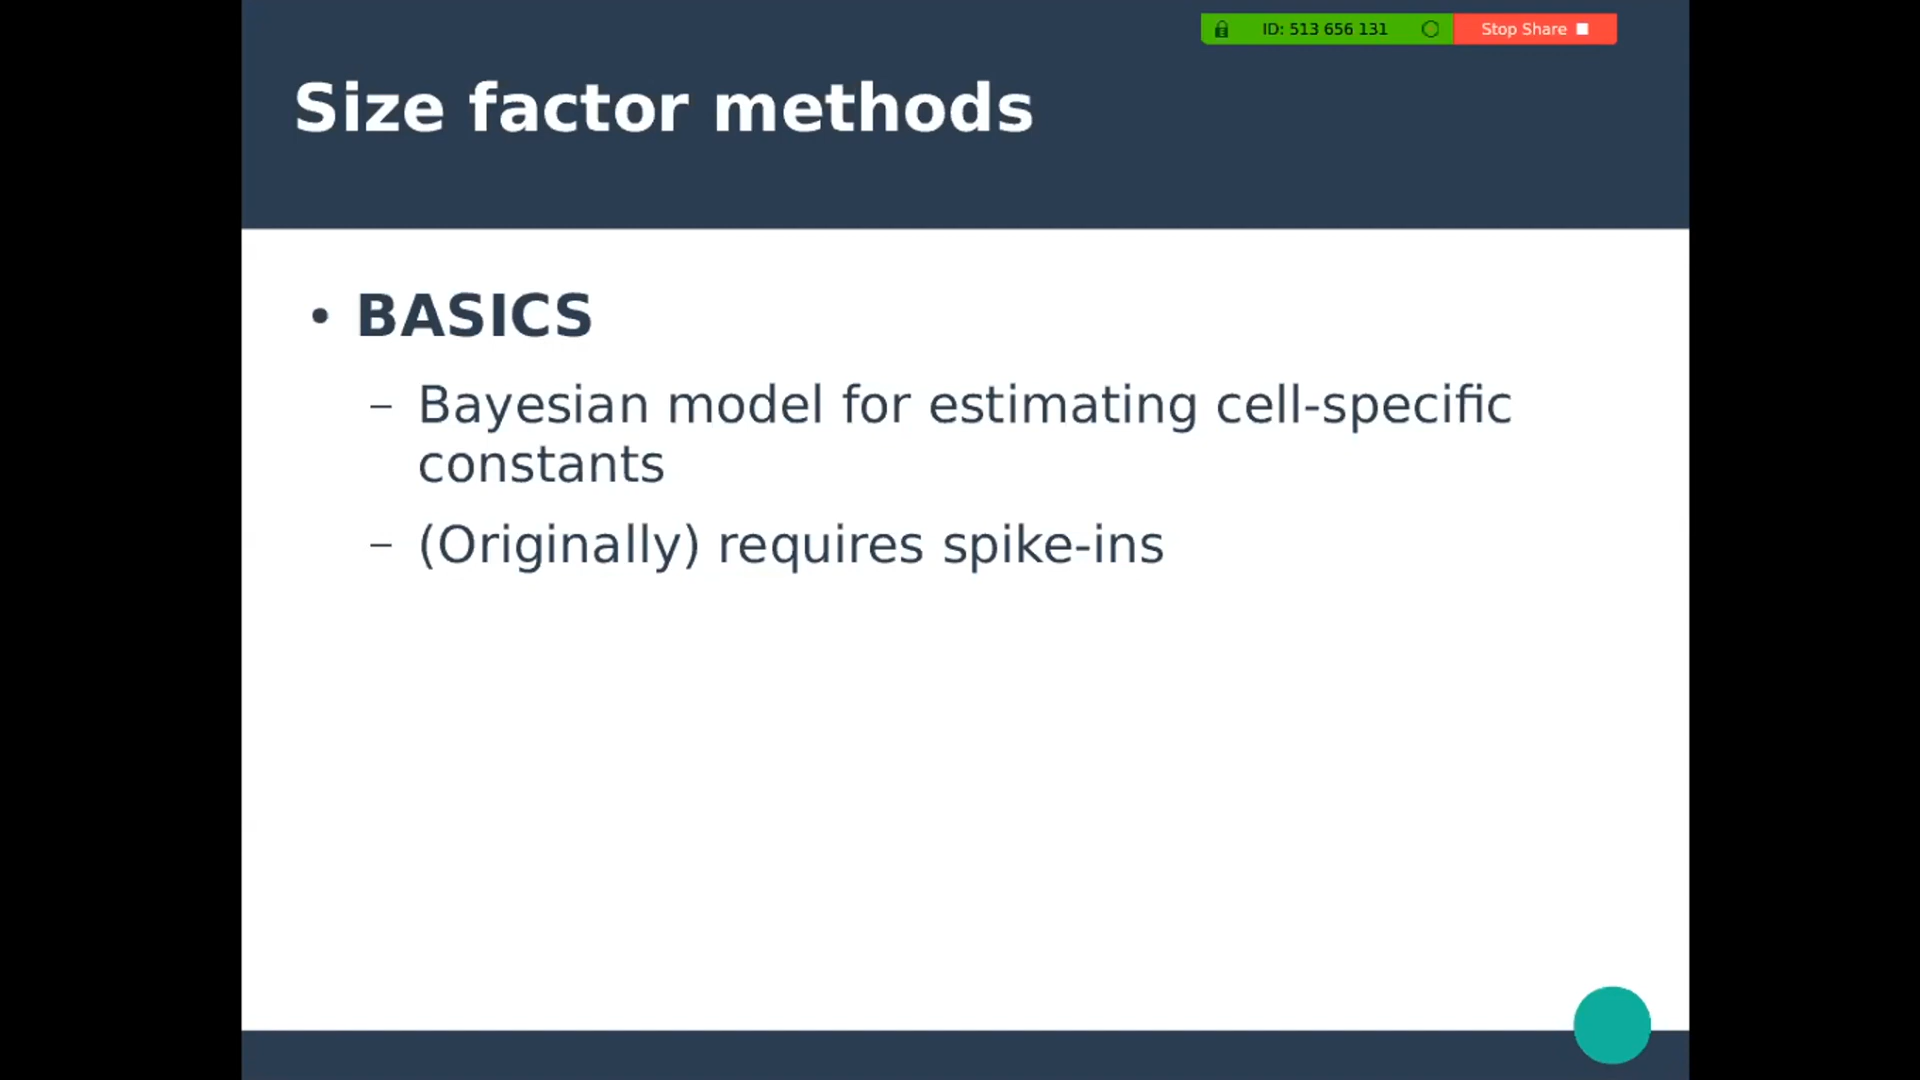 ID: 513 656 131
Stop Share
Size factor methods
• BASICS
– Bayesian model for estimating cell-specific
constants
– (Originally) requires spike-ins